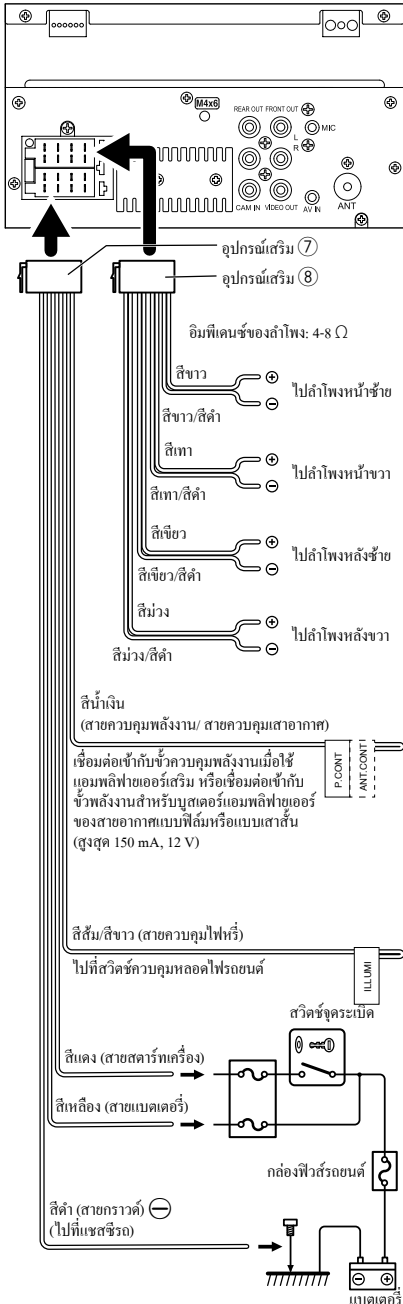 M4x6
REAR OUT FRONT OUT
L
R
MIC
CAM IN VIDEO OUT AV IN
ANT
อุปกรณ์เสริม ⑦
อุปกรณ์เสริม ⑧
อิมพีเดนซ์ของลำโพง: 4-8 Ω
สีขาว
⊕
ไปลำโพงหน้าซ้าย
⊖
สีขาว/สีดำ
สีเทา
⊕
ไปลำโพงหน้าขวา
⊖
สีเทา/สีดำ
สีเขียว
⊕
ไปลำโพงหลังซ้าย
⊖
สีเขียว/สีดำ
สีม่วง
⊕
ไปลำโพงหลังขวา
⊖
สีม่วง/สีดำ
สีน้ำเงิน
(สายควบคุมพลังงาน/ สายควบคุมเสาอากาศ)
P.CONT
ANT.CONT
เชื่อมต่อเข้ากับขั้วควบคุมพลังงานเมื่อใช้
แอมพลิฟายเออร์เสริม หรือเชื่อมต่อเข้ากับ
ขั้วพลังงานสำหรับบูสเตอร์แอมพลิฟายเออร์
ของสายอากาศแบบฟิล์มหรือแบบเสาสั้น
(สูงสุด 150 mA, 12 V)
สีส้ม/สีขาว (สายควบคุมไฟหรี่)
ILLUMI
ไปที่สวิตช์ควบคุมหลอดไฟรถยนต์
สวิตช์จุดระเบิด
สีแดง (สายสตาร์ทเครื่อง)
สีเหลือง (สายแบตเตอรี่)
กล่องฟิวส์รถยนต์
สีดำ (สายกราวด์) ⊖
(ไปที่แชสซีรถ)
⊖ ⊕
แบตเตอรี่